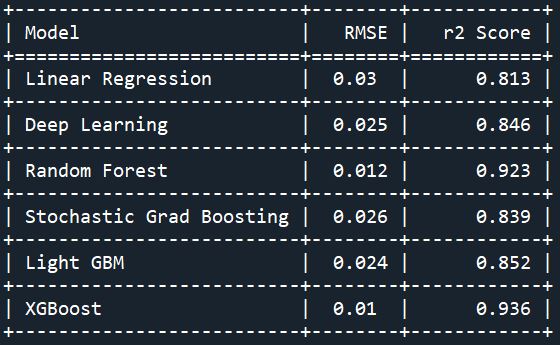 +---------------------------+--------+------------+
| Model                     |   RMSE |   r2 Score |
+===========================+========+============+
| Linear Regression         |  0.03  |      0.813 |
+---------------------------+--------+------------+
| Deep Learning             |  0.025 |      0.846 |
+---------------------------+--------+------------+
| Random Forest             |  0.012 |      0.923 |
+---------------------------+--------+------------+
| Stochastic Grad Boosting  |  0.026 |      0.839 |
+---------------------------+--------+------------+
| Light GBM                 |  0.024 |      0.852 |
+---------------------------+--------+------------+
| XGBoost                   |  0.01  |      0.936 |
+---------------------------+--------+------------+